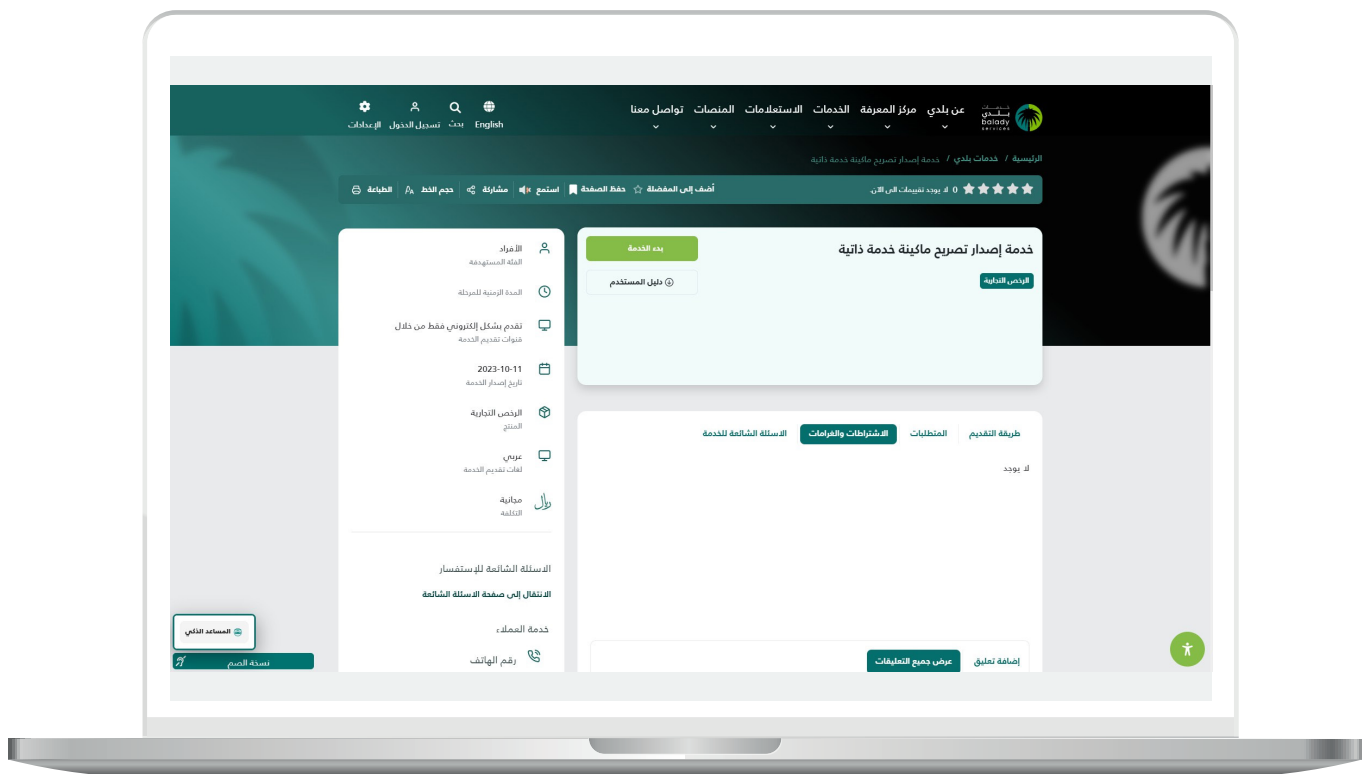 خدمات
بلدي
balady
services
عن بلدي مركز المعرفة الخدمات الاستعلامات المنصات تواصل معنا
English بحث تسجيل الدخول الإعدادات
الرئيسية / خدمات بلدي / خدمة إصدار تصريح ماكينة خدمة ذاتية
0 لا يوجد تقييمات الى الآن.
أضف إلى المفضلة حفظ الصفحة استمع مشاركة حجم الخط الطباعة
خدمة إصدار تصريح ماكينة خدمة ذاتية
الرخص التجارية
بدء الخدمة
دليل المستخدم
طريقة التقديم المتطلبات الاشتراطات والغرامات الاسئلة الشائعة للخدمة
لا يوجد
إضافة تعليق عرض جميع التعليقات
الأفراد
الفئة المستهدفة
المدة الزمنية للمرحلة
تقدم بشكل إلكتروني فقط من خلال
قنوات تقديم الخدمة
2023-10-11
تاريخ إصدار الخدمة
الرخص التجارية
المنتج
عربي
لغات تقديم الخدمة
مجانية
التكلفة
الاسئلة الشائعة للإستفسار
الانتقال إلى صفحة الاسئلة الشائعة
خدمة العملاء
رقم الهاتف
المساعد الذكي
نسخة الصم